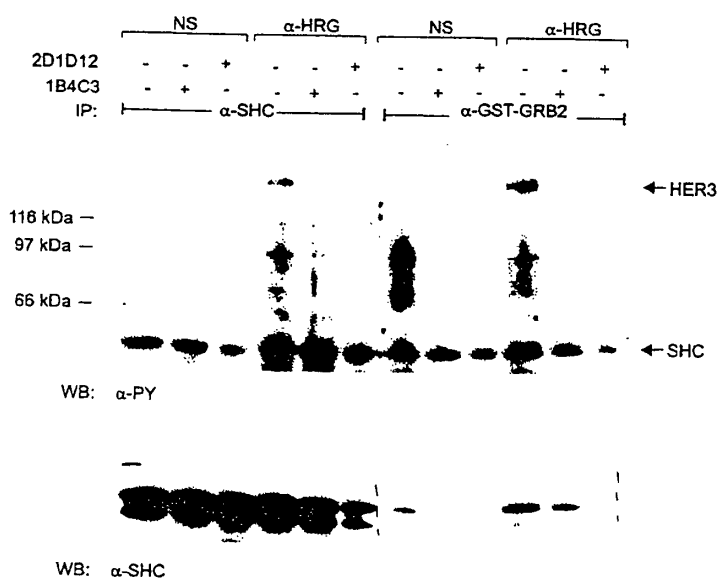 NS α-HRG NS α-HRG
2D1D12 - - + - - + - - + - - +
1B4C3 - + - - + - - + - - + -
IP: α-SHC α-GST-GRB2
← HER3
116 kDa –
97 kDa –
66 kDa –
← SHC
WB: α-PY
WB: α-SHC